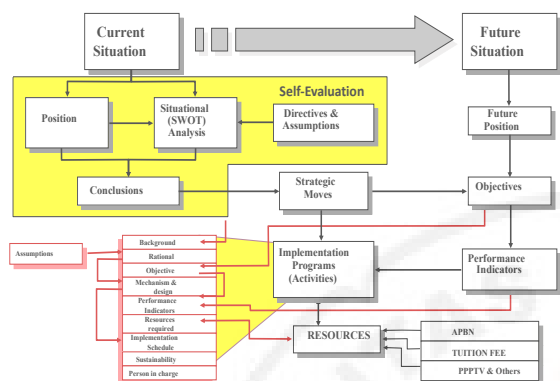 Current
Situation
Future
Situation
Self-Evaluation
Position
Situational
(SWOT)
Analysis
Directives &
Assumptions
Future
Position
Conclusions
Strategic
Moves
Objectives
Assumptions
Background
Rational
Objective
Mechanism &
design
Performance
Indicators
Resources
required
Implementation
Schedule
Sustainability
Person in charge
Implementation
Programs
(Activities)
Performance
Indicators
RESOURCES
APBN
TUITION FEE
PPPTV & Others